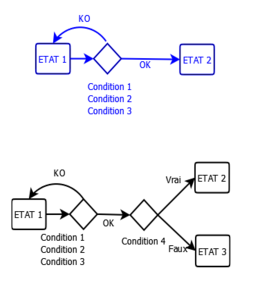 KO
ETAT 1
OK
ETAT 2
Condition 1
Condition 2
Condition 3
KO
Vrai
ETAT 2
ETAT 1
OK
Condition 1
Condition 2
Condition 3
Condition 4
Faux
ETAT 3